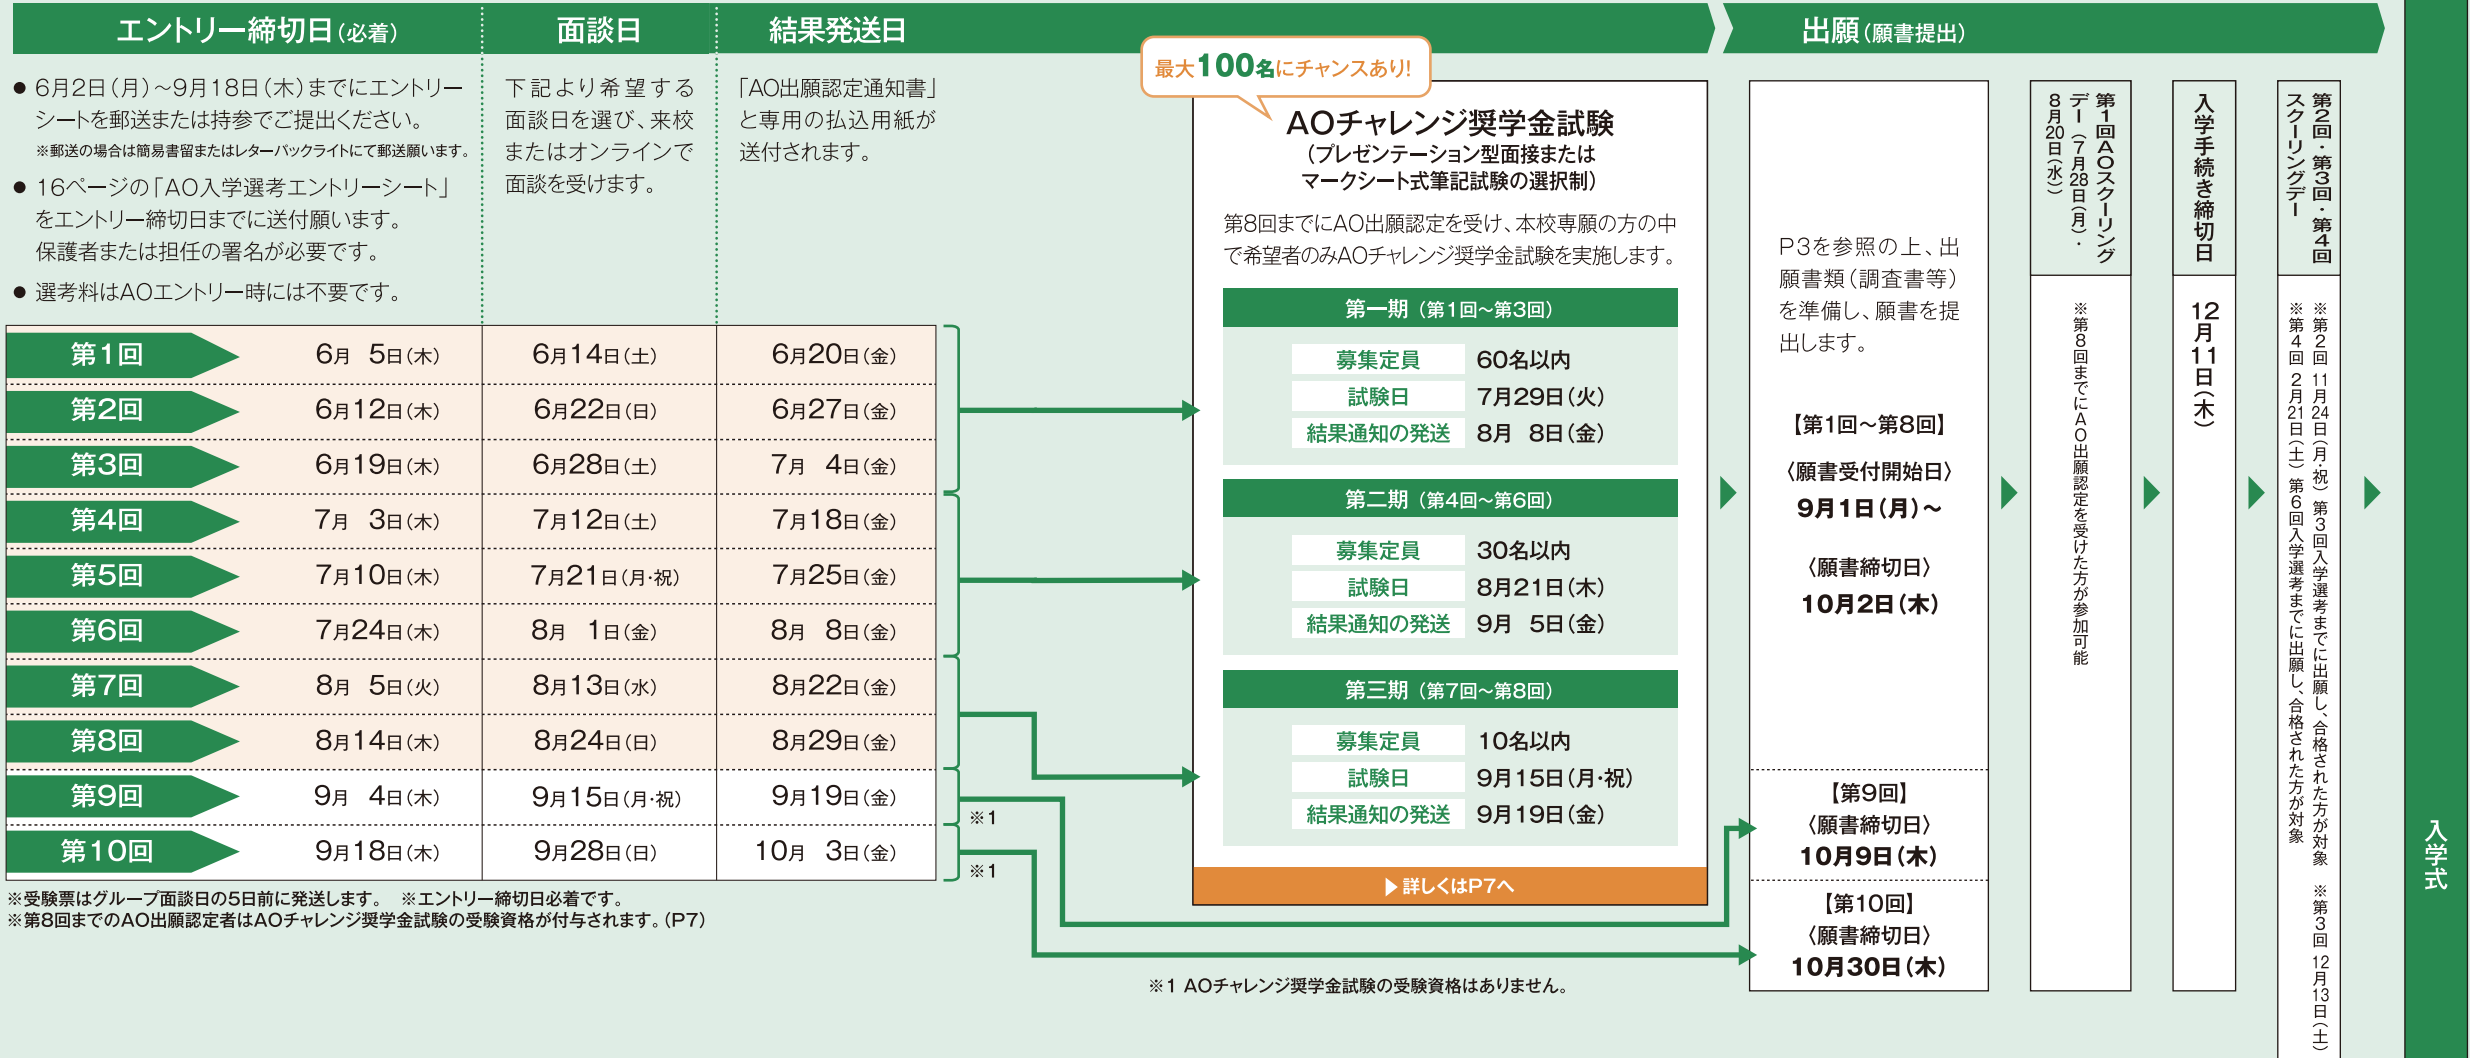 エントリー締切日（必着）
面談日
結果発送日
出願（願書提出）
● 6月2日（月）～9月18日（木）までにエントリー
シートを郵送または持参でご提出ください。
※郵送の場合は簡易書留またはレターパックライトにて郵送願います。
● 16ページの「AO入学選考エントリーシート」
をエントリー締切日までに送付願います。
保護者または担任の署名が必要です。
● 選考料はAOエントリー時には不要です。
下記より希望する
面談日を選び、来校
またはオンラインで
面談を受けます。
「AO出願認定通知書」
と専用の払込用紙が
送付されます。
第1回 6月 5日（木） 6月14日（土） 6月20日（金）
第2回 6月12日（木） 6月22日（日） 6月27日（金）
第3回 6月19日（木） 6月28日（土） 7月 4日（金）
第4回 7月 3日（木） 7月12日（土） 7月18日（金）
第5回 7月10日（木） 7月21日（月・祝） 7月25日（金）
第6回 7月24日（木） 8月 1日（金） 8月 8日（金）
第7回 8月 5日（火） 8月13日（水） 8月22日（金）
第8回 8月14日（木） 8月24日（日） 8月29日（金）
第9回 9月 4日（木） 9月15日（月・祝） 9月19日（金）
※1
第10回 9月18日（木） 9月28日（日） 10月 3日（金）
※1
※受験票はグループ面談日の5日前に発送します。 ※エントリー締切日必着です。
※第8回までのAO出願認定者はAOチャレンジ奨学金試験の受験資格が付与されます。（P7）
最大100名にチャンスあり！
AOチャレンジ奨学金試験
（プレゼンテーション型面接または
マークシート式筆記試験の選択制）
第8回までにAO出願認定を受け、本校専願の方の中
で希望者のみAOチャレンジ奨学金試験を実施します。
第一期（第1回～第3回）
募集定員 60名以内
試験日 7月29日（火）
結果通知の発送 8月 8日（金）
第二期（第4回～第6回）
募集定員 30名以内
試験日 8月21日（木）
結果通知の発送 9月 5日（金）
第三期（第7回～第8回）
募集定員 10名以内
試験日 9月15日（月・祝）
結果通知の発送 9月19日（金）
▶詳しくはP7へ
※1 AOチャレンジ奨学金試験の受験資格はありません。
P3を参照の上、出
願書類（調査書等）
を準備し、願書を提
出します。
【第1回～第8回】
〈願書受付開始日〉
9月1日（月）～
〈願書締切日〉
10月2日（木）
【第9回】
〈願書締切日〉
10月9日（木）
【第10回】
〈願書締切日〉
10月30日（木）
第1回AOスクーリング
デー（7月28日（月）・
8月20日（水））
※第8回までにAO出願認定を受けた方が参加可能
入学手続き締切日
12月11日（木）
第2回・第3回・第4回
スクーリングデー
※第2回 11月24日（月・祝）第3回入学選考までに出願し、合格された方が対象 ※第3回 12月13日（土）
※第4回 2月21日（土）第6回入学選考までに出願し、合格された方が対象
入学式